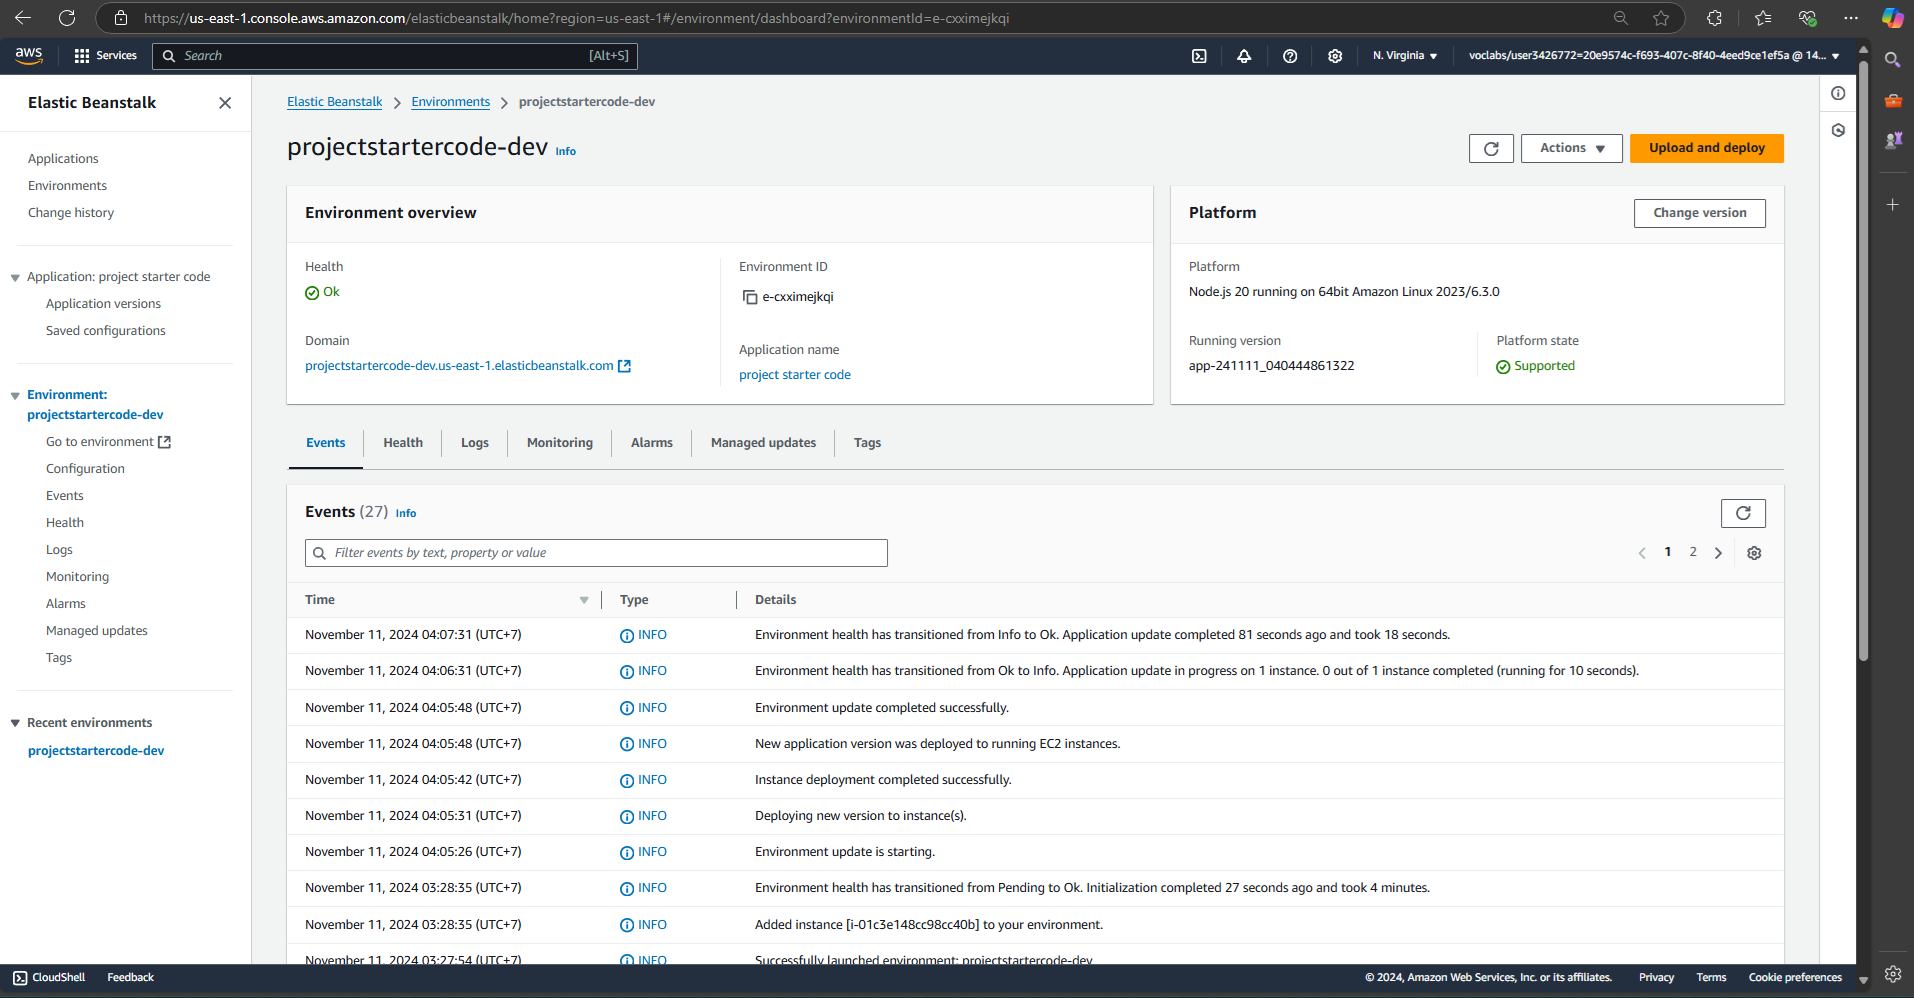 https://us-east-1.console.aws.amazon.com/elasticbeanstalk/home?region=us-east-1#/environment/dashboard?environmentId=e-cxximejkqi
aws
Services
Search
[Alt+S]
N. Virginia
voclabs/user3426772=20e9574c-f693-407c-8f40-4eed9ce1ef5a @ 14...
Elastic Beanstalk
Applications
Environments
Change history
Application: project starter code
Application versions
Saved configurations
Environment:
projectstartercode-dev
Go to environment
Configuration
Events
Health
Logs
Monitoring
Alarms
Managed updates
Tags
Recent environments
projectstartercode-dev
Elastic Beanstalk > Environments > projectstartercode-dev
projectstartercode-dev Info
Actions
Upload and deploy
Environment overview
Health
Ok
Domain
projectstartercode-dev.us-east-1.elasticbeanstalk.com
Environment ID
e-cxximejkqi
Application name
project starter code
Platform
Change version
Platform
Node.js 20 running on 64bit Amazon Linux 2023/6.3.0
Running version
app-241111_040444861322
Platform state
Supported
Events Health Logs Monitoring Alarms Managed updates Tags
Events (27) Info
Filter events by text, property or value
1 2
Time Type Details
November 11, 2024 04:07:31 (UTC+7) INFO Environment health has transitioned from Info to Ok. Application update completed 81 seconds ago and took 18 seconds.
November 11, 2024 04:06:31 (UTC+7) INFO Environment health has transitioned from Ok to Info. Application update in progress on 1 instance. 0 out of 1 instance completed (running for 10 seconds).
November 11, 2024 04:05:48 (UTC+7) INFO Environment update completed successfully.
November 11, 2024 04:05:48 (UTC+7) INFO New application version was deployed to running EC2 instances.
November 11, 2024 04:05:42 (UTC+7) INFO Instance deployment completed successfully.
November 11, 2024 04:05:31 (UTC+7) INFO Deploying new version to instance(s).
November 11, 2024 04:05:26 (UTC+7) INFO Environment update is starting.
November 11, 2024 03:28:35 (UTC+7) INFO Environment health has transitioned from Pending to Ok. Initialization completed 27 seconds ago and took 4 minutes.
November 11, 2024 03:28:35 (UTC+7) INFO Added instance [i-01c3e148cc98cc40b] to your environment.
November 11, 2024 03:27:54 (UTC+7) INFO Successfully launched environment: projectstartercode-dev
CloudShell
Feedback
© 2024, Amazon Web Services, Inc. or its affiliates.
Privacy
Terms
Cookie preferences